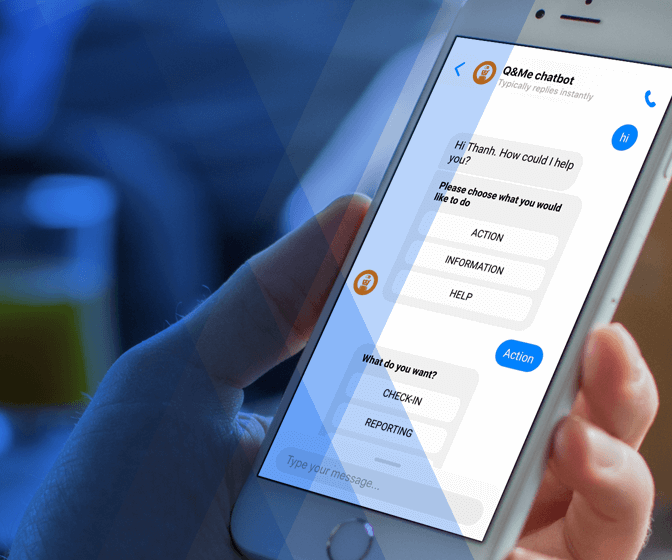 Q&Me chatbot
Typically replies instantly
hi
Hi Thanh. How could I help
you?
Please choose what you would
like to do
ACTION
INFORMATION
HELP
Action
What do you want?
CHECK-IN
REPORTING
Type your message...